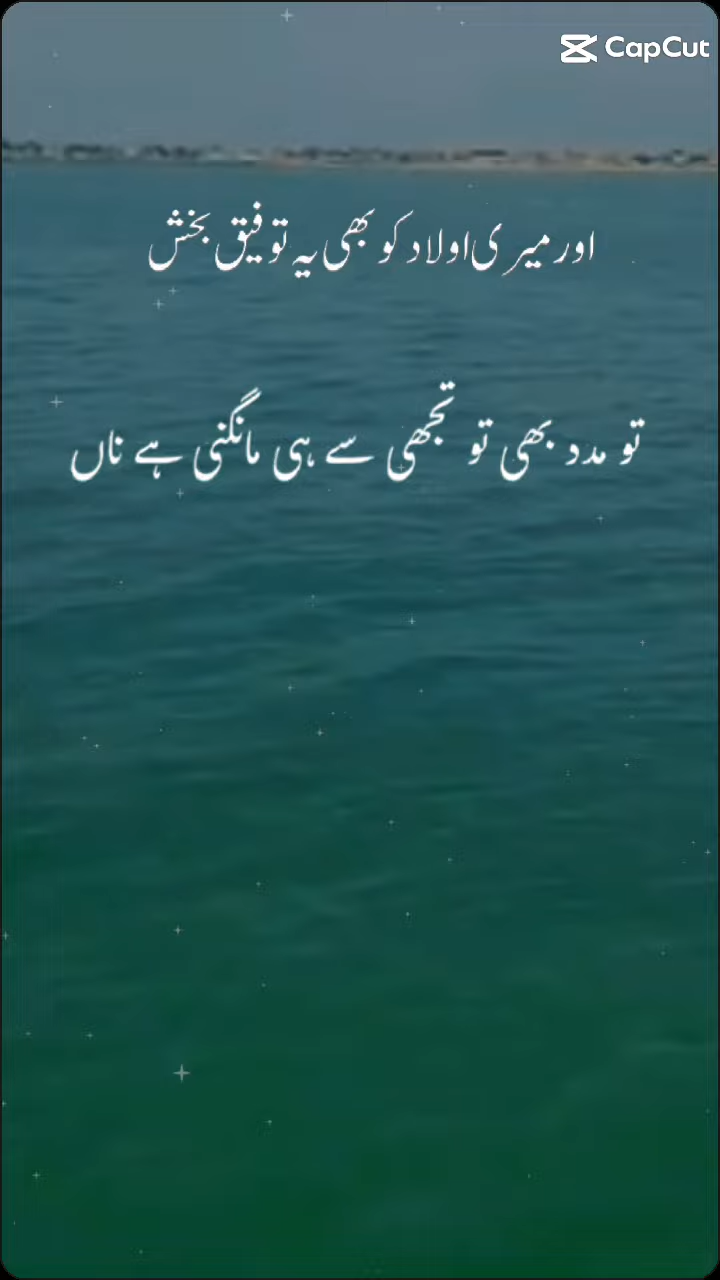 CapCut
اور میری اولاد کو بھی یہ توفیق بخش
تو مدد بھی تو تجھی سے ہی مانگنی ہے ناں